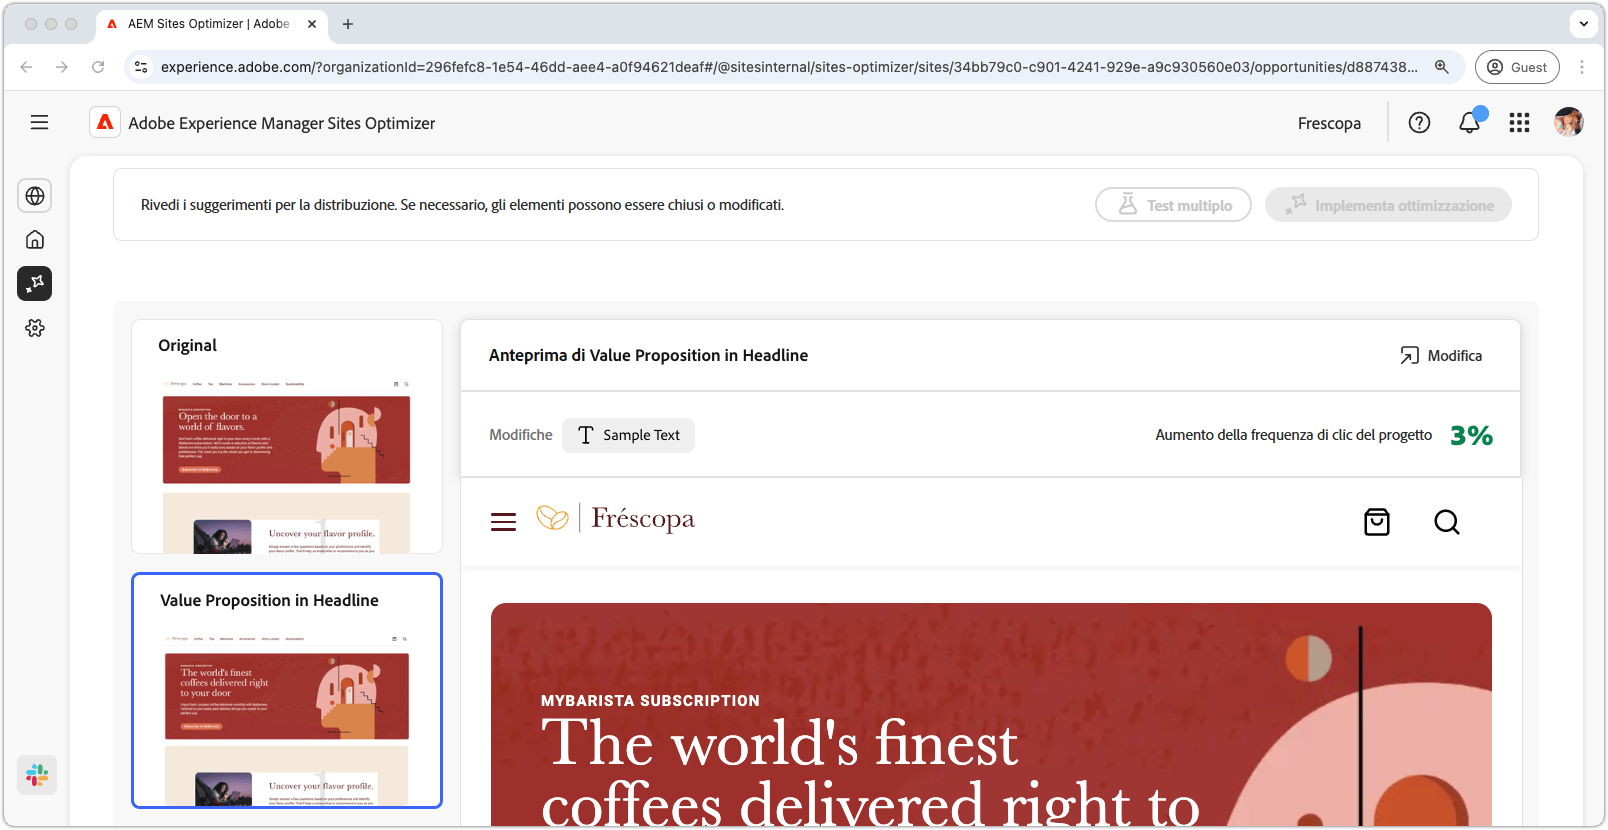 AEM Sites Optimizer | Adobe
experience.adobe.com/?organizationId=296fefc8-1e54-46dd-aee4-a0f94621deaf#/@sitesinternal/sites-optimizer/sites/34bb79c0-c901-4241-929e-a9c930560e03/opportunities/d887438...
Guest
Adobe Experience Manager Sites Optimizer
Frescopa
Rivedi i suggerimenti per la distribuzione. Se necessario, gli elementi possono essere chiusi o modificati.
Test multiplo
Implementa ottimizzazione
Original
Open the door to a
world of flavors.
Uncover your flavor profile.
Value Proposition in Headline
The world's finest
coffees delivered right
to your door
Uncover your flavor profile.
Anteprima di Value Proposition in Headline
Modifica
Modifiche
Sample Text
Aumento della frequenza di clic del progetto
3%
Fréscopa
MYBARISTA SUBSCRIPTION
The world's finest
coffees delivered right to